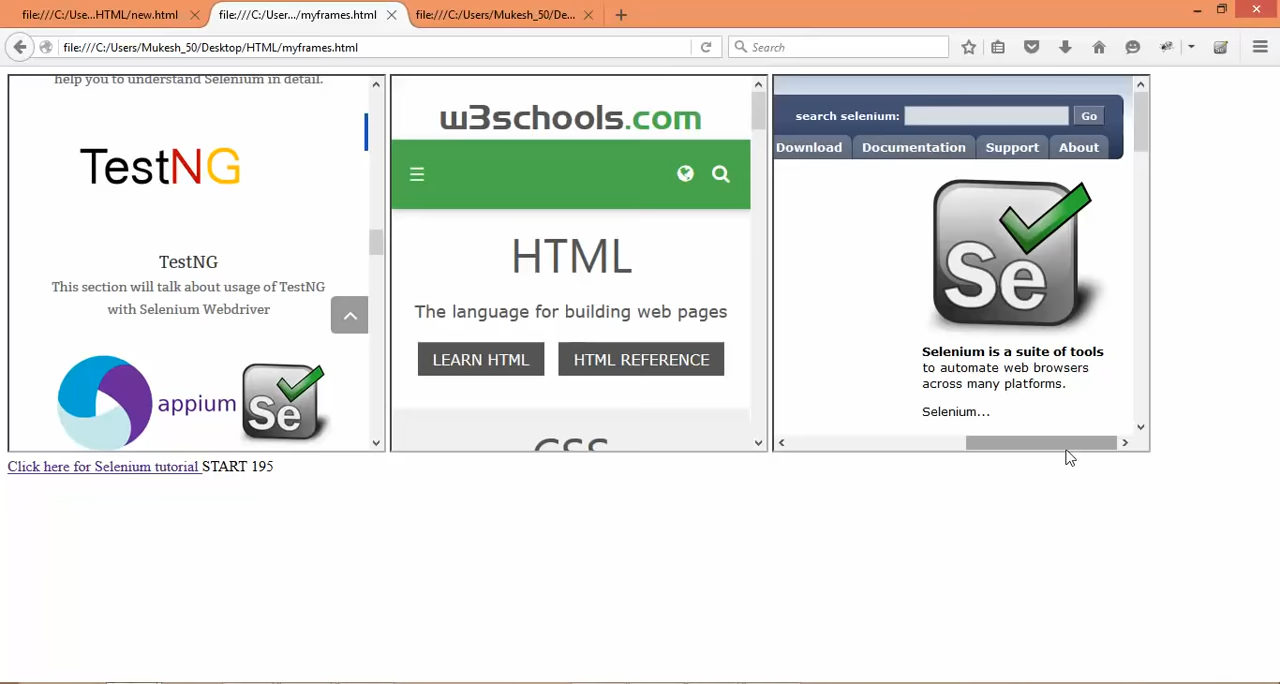 file:///C:/Use...HTML/new.html
file:///C:/User.../myframes.html
file:///C:/Users/Mukesh_50/De...
file:///C:/Users/Mukesh_50/Desktop/HTML/myframes.html
Search
help you to understand Selenium in detail.
TestNG
TestNG
This section will talk about usage of TestNG
with Selenium Webdriver
appium
Se
w3schools.com
HTML
The language for building web pages
LEARN HTML
HTML REFERENCE
CSS
search selenium:
Go
Download
Documentation
Support
About
Se
Selenium is a suite of tools
to automate web browsers
across many platforms.
Selenium...
Click here for Selenium tutorial START 195